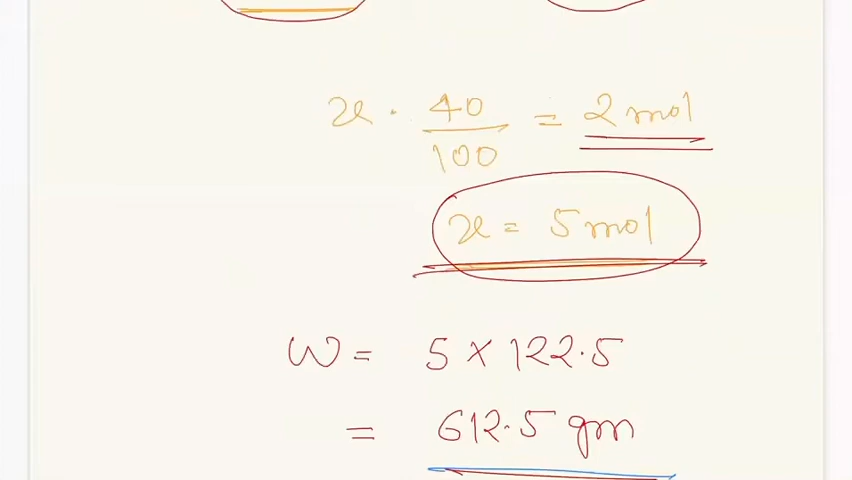 x · 40/100 = 2 mol
x = 5 mol
W = 5 × 122.5
= 612.5 gm